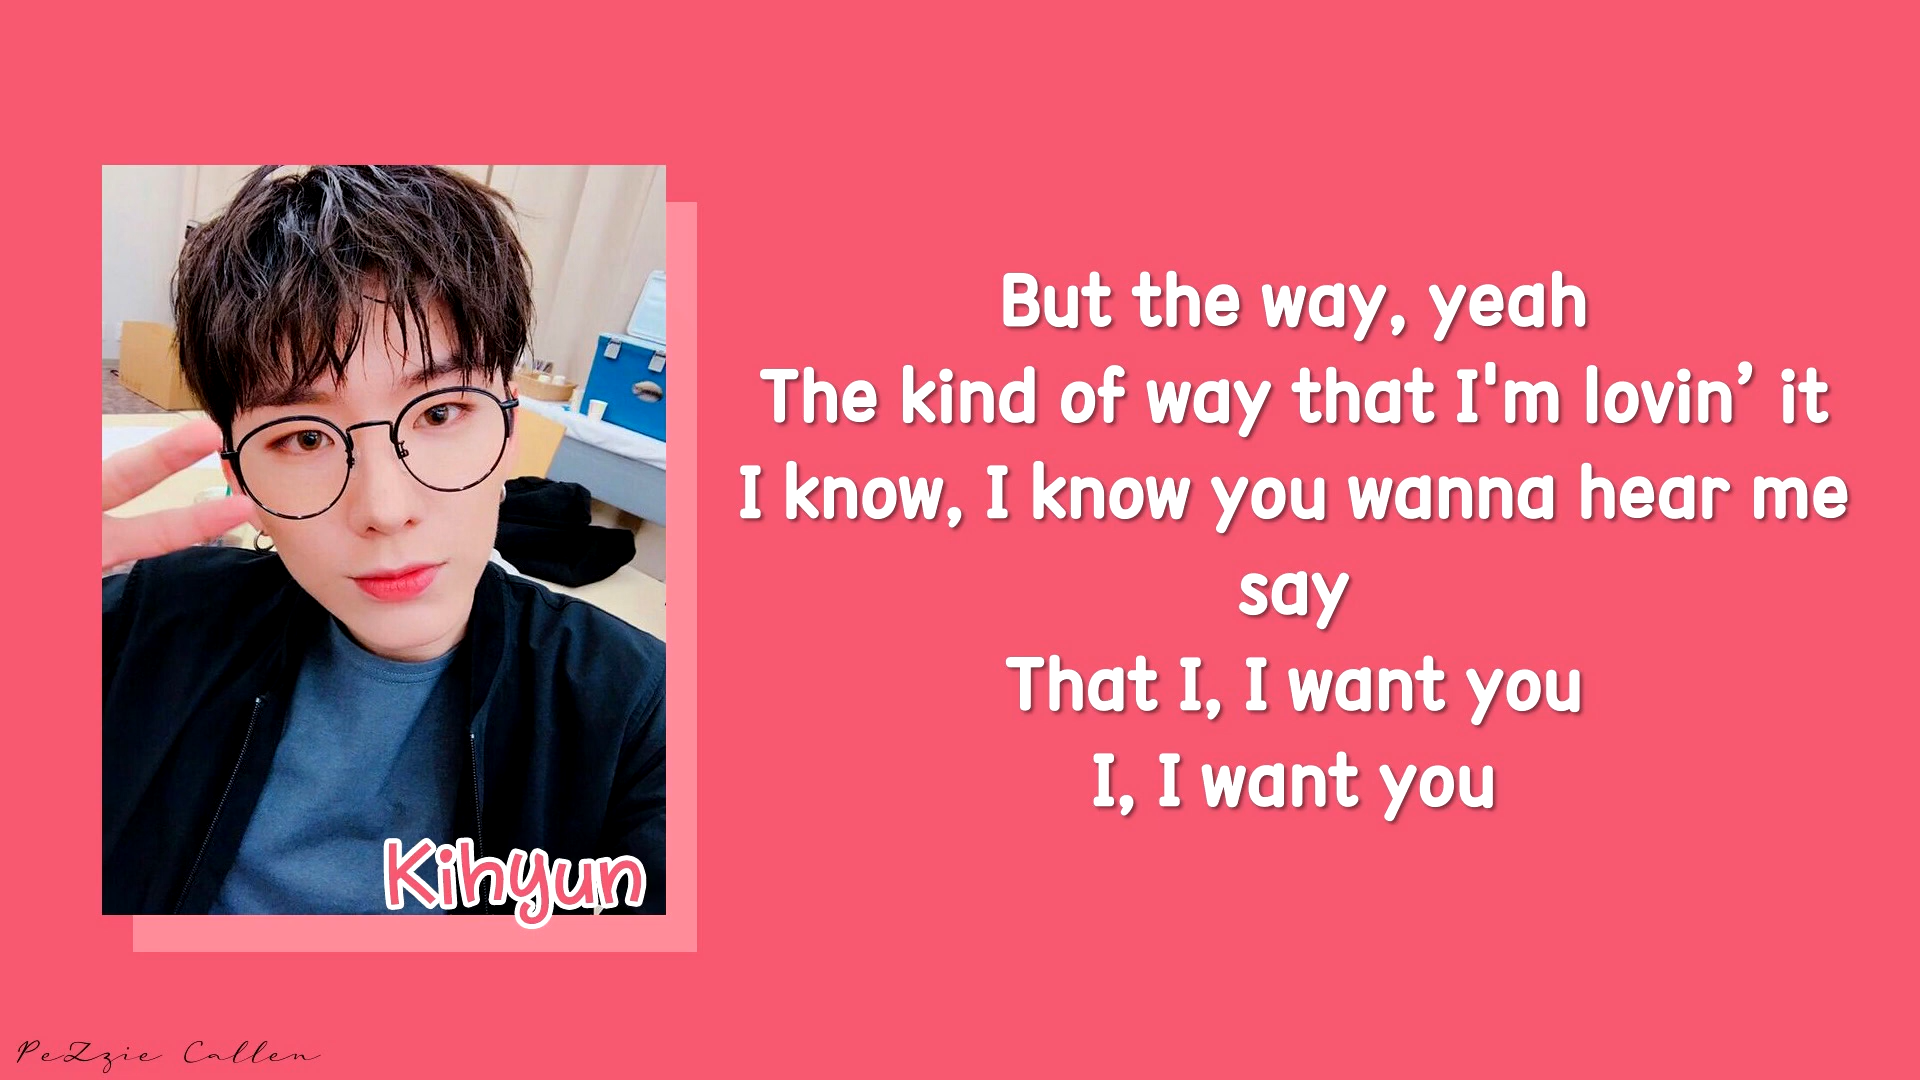 But the way, yeah
The kind of way that I'm lovin’ it
I know, I know you wanna hear me
say
That I, I want you
I, I want you
Kihyun
PeZzie Callen